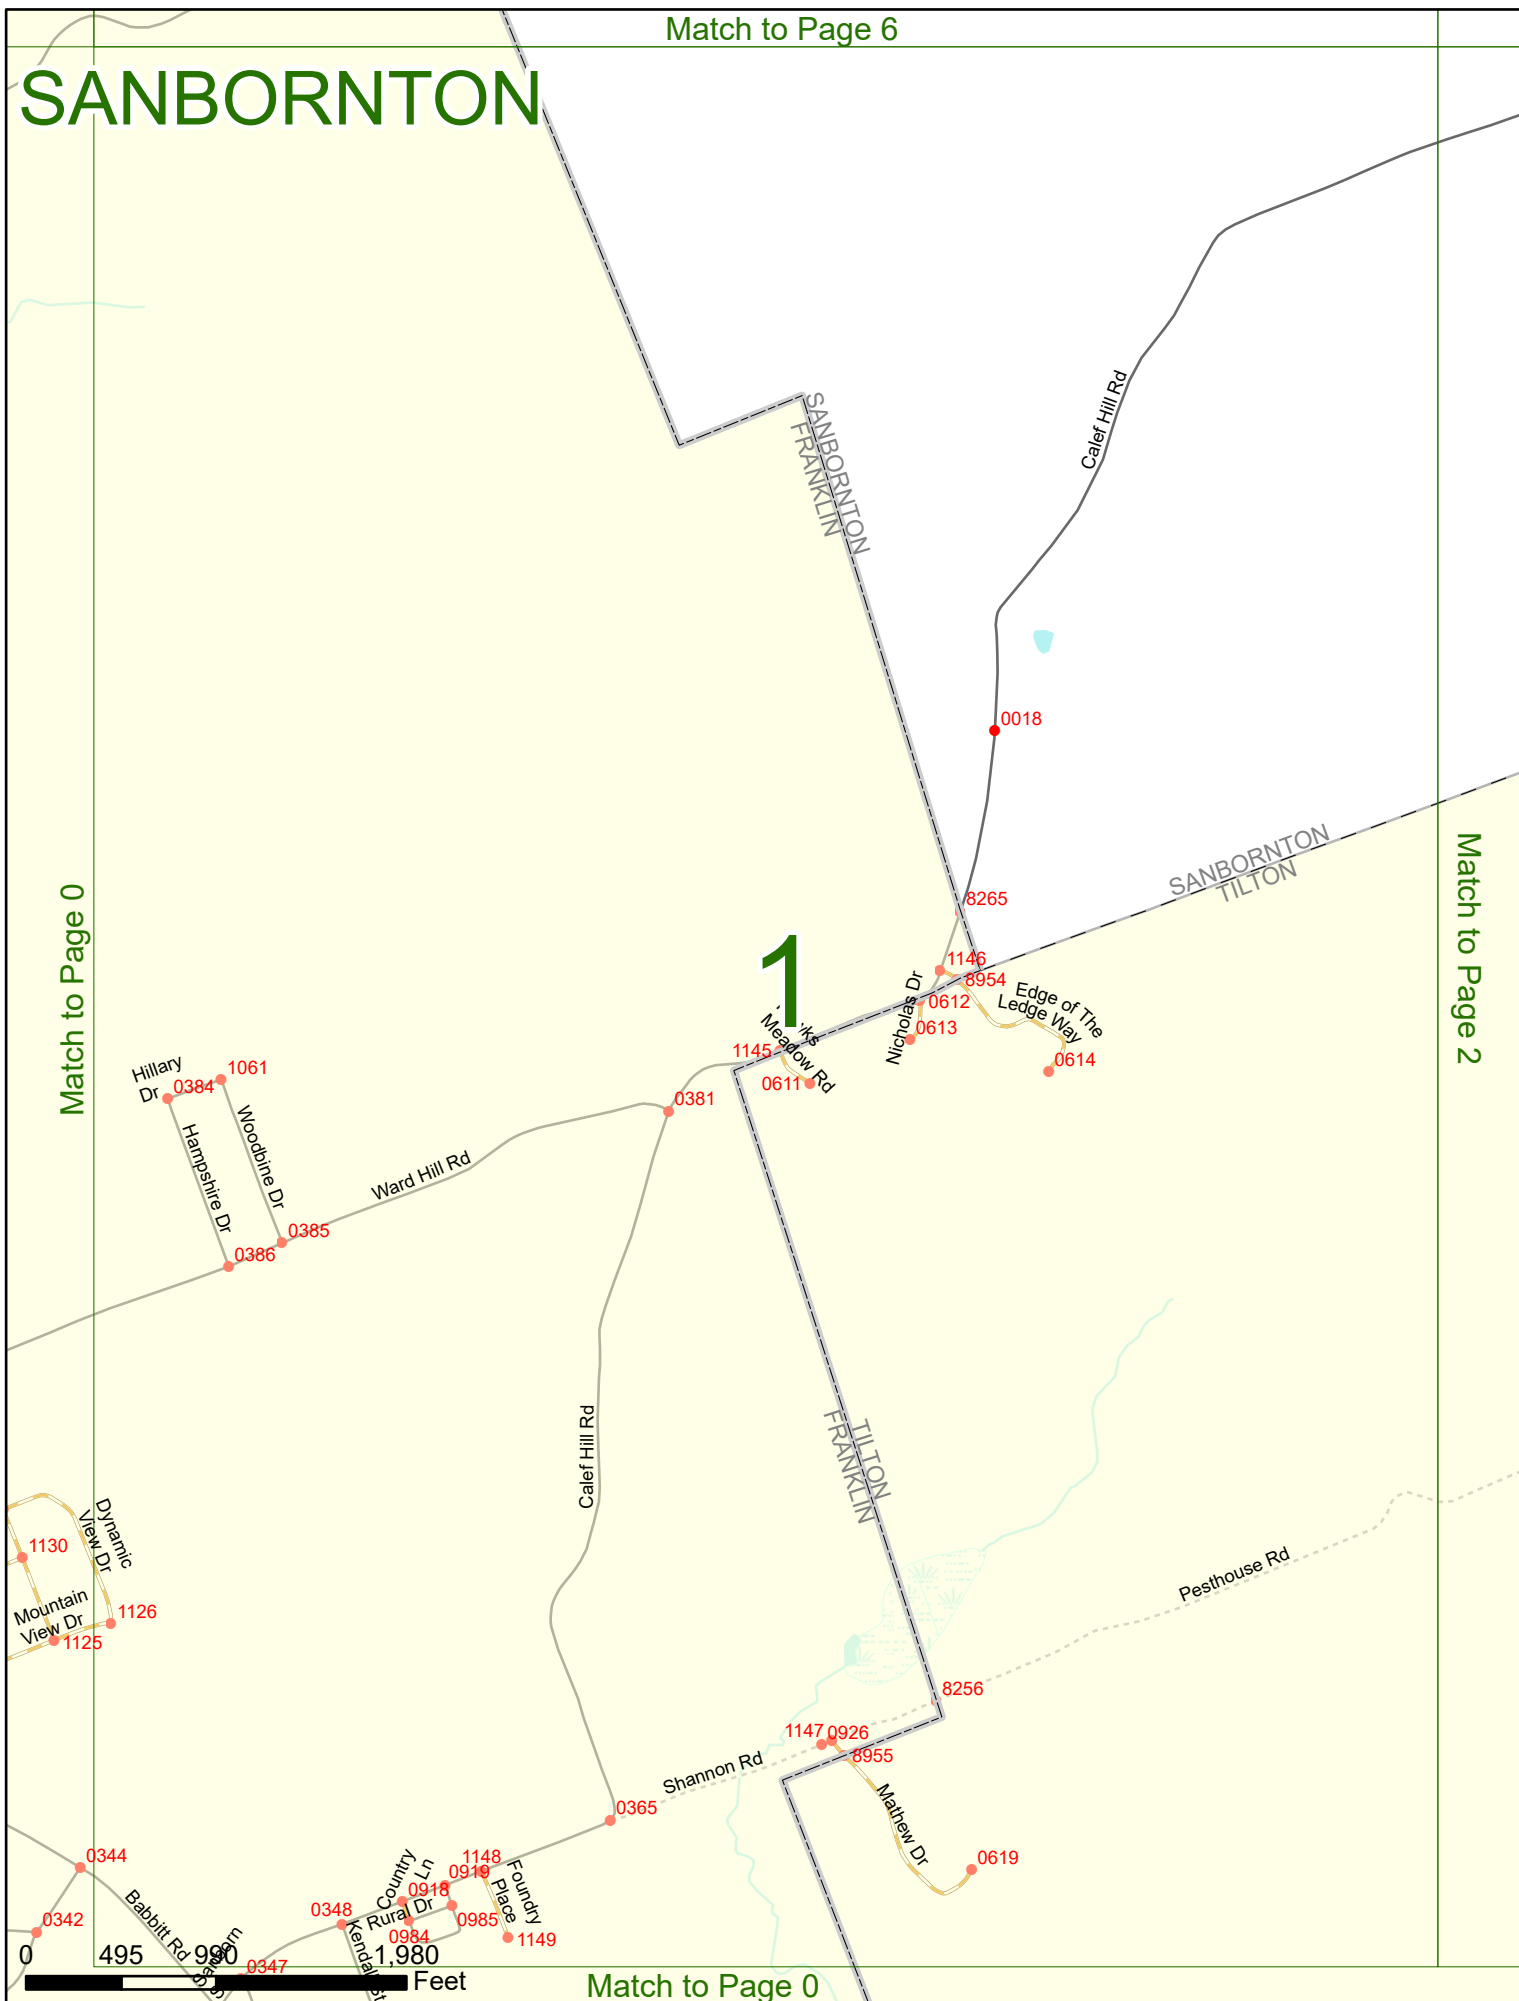 Match to Page 6
SANBORNTON
Calef Hill Rd
SANBORNTON
FRANKLIN
0018
SANBORNTON
TILTON
Match to Page 0
Match to Page 2
8265
1
1146
8954
Nicholas Dr
0612
0613
Edge of The
Ledge Way
0614
1145
Meadow Rd
0611
0381
Hillary
Dr
0384
1061
Woodbine Dr
Hampshire Dr
Ward Hill Rd
0385
0386
Calef Hill Rd
TILTON
FRANKLIN
Dynamic
View Dr
1130
Mountain
View Dr
1126
1125
Pesthouse Rd
8256
1147
0926
8955
Shannon Rd
Mathew Dr
0365
0619
0344
1148
0919
Country
Ln
0918
Foundry
Place
Rural Dr
0348
0985
0984
1149
0342
Babbitt Rd
Kendall St
Sanborn
0347
0
495
990
1,980
Feet
Match to Page 0